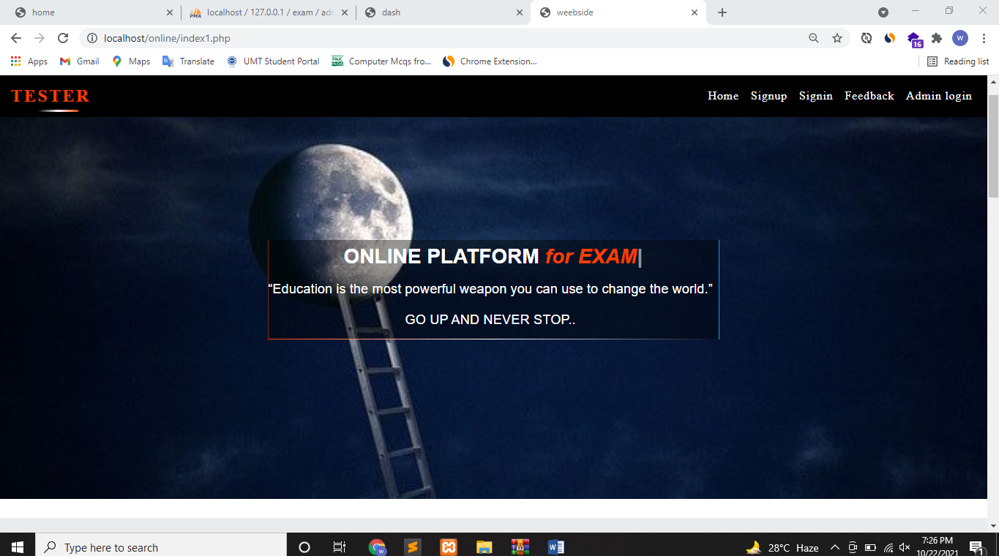 home
localhost / 127.0.0.1 / exam / adm
dash
weebside
localhost/online/index1.php
W
16
Apps
Gmail
Maps
Translate
UMT Student Portal
Computer Mcqs fro...
Chrome Extension...
Reading list
TESTER
Home Signup Signin Feedback Admin login
ONLINE PLATFORM for EXAM|
“Education is the most powerful weapon you can use to change the world.”
GO UP AND NEVER STOP..
Type here to search
28°C Haze
7:26 PM
10/22/2021
1